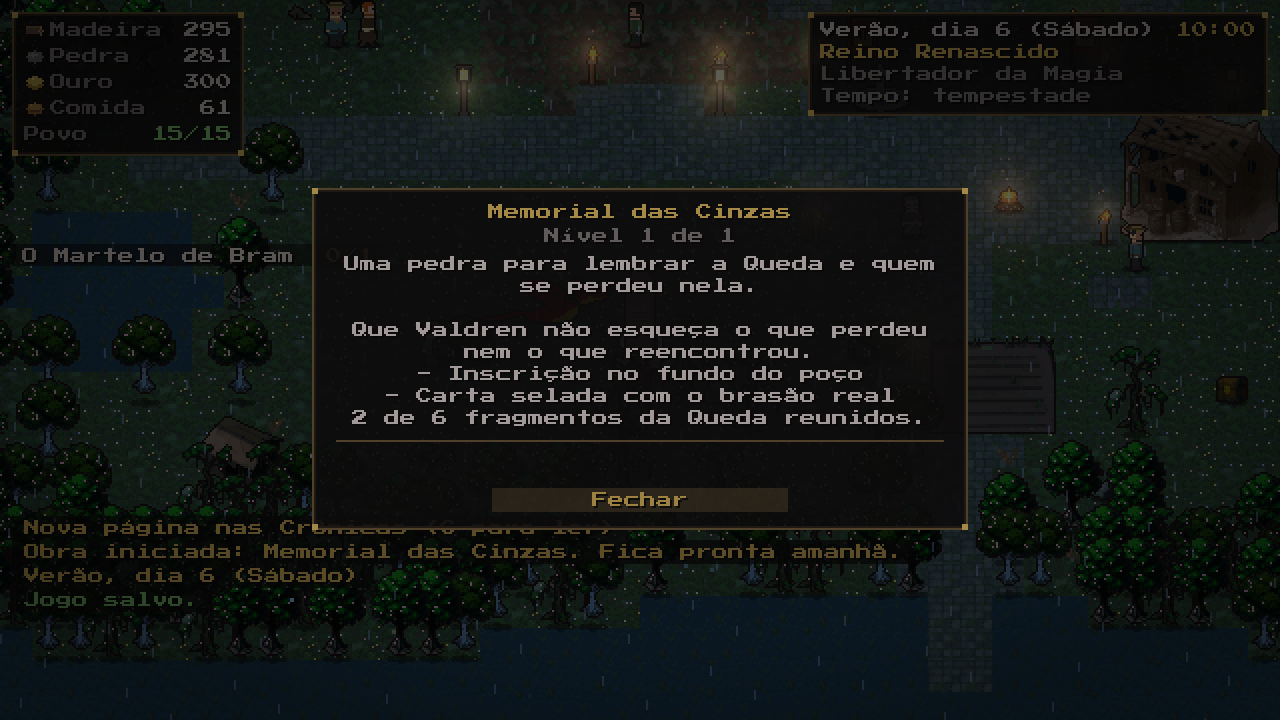 Madeira 295
Pedra 281
Ouro 300
Comida 61
Povo 15/15
Verão, dia 6 (Sábado) 10:00
Reino Renascido
Libertador da Magia
Tempo: tempestade
O Martelo de Bram
Memorial das Cinzas
Nível 1 de 1
Uma pedra para lembrar a Queda e quem
se perdeu nela.
Que Valdren não esqueça o que perdeu
nem o que reencontrou.
- Inscrição no fundo do poço
- Carta selada com o brasão real
2 de 6 fragmentos da Queda reunidos.
Fechar
Nova página nas Crônicas (6 para ler)
Obra iniciada: Memorial das Cinzas. Fica pronta amanhã.
Verão, dia 6 (Sábado)
Jogo salvo.